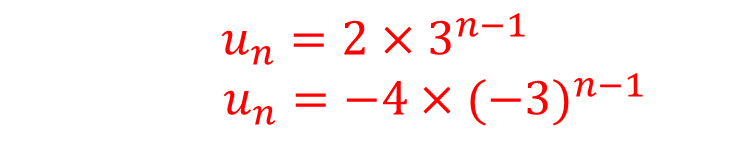 uₙ = 2 × 3ⁿ⁻¹
uₙ = −4 × (−3)ⁿ⁻¹